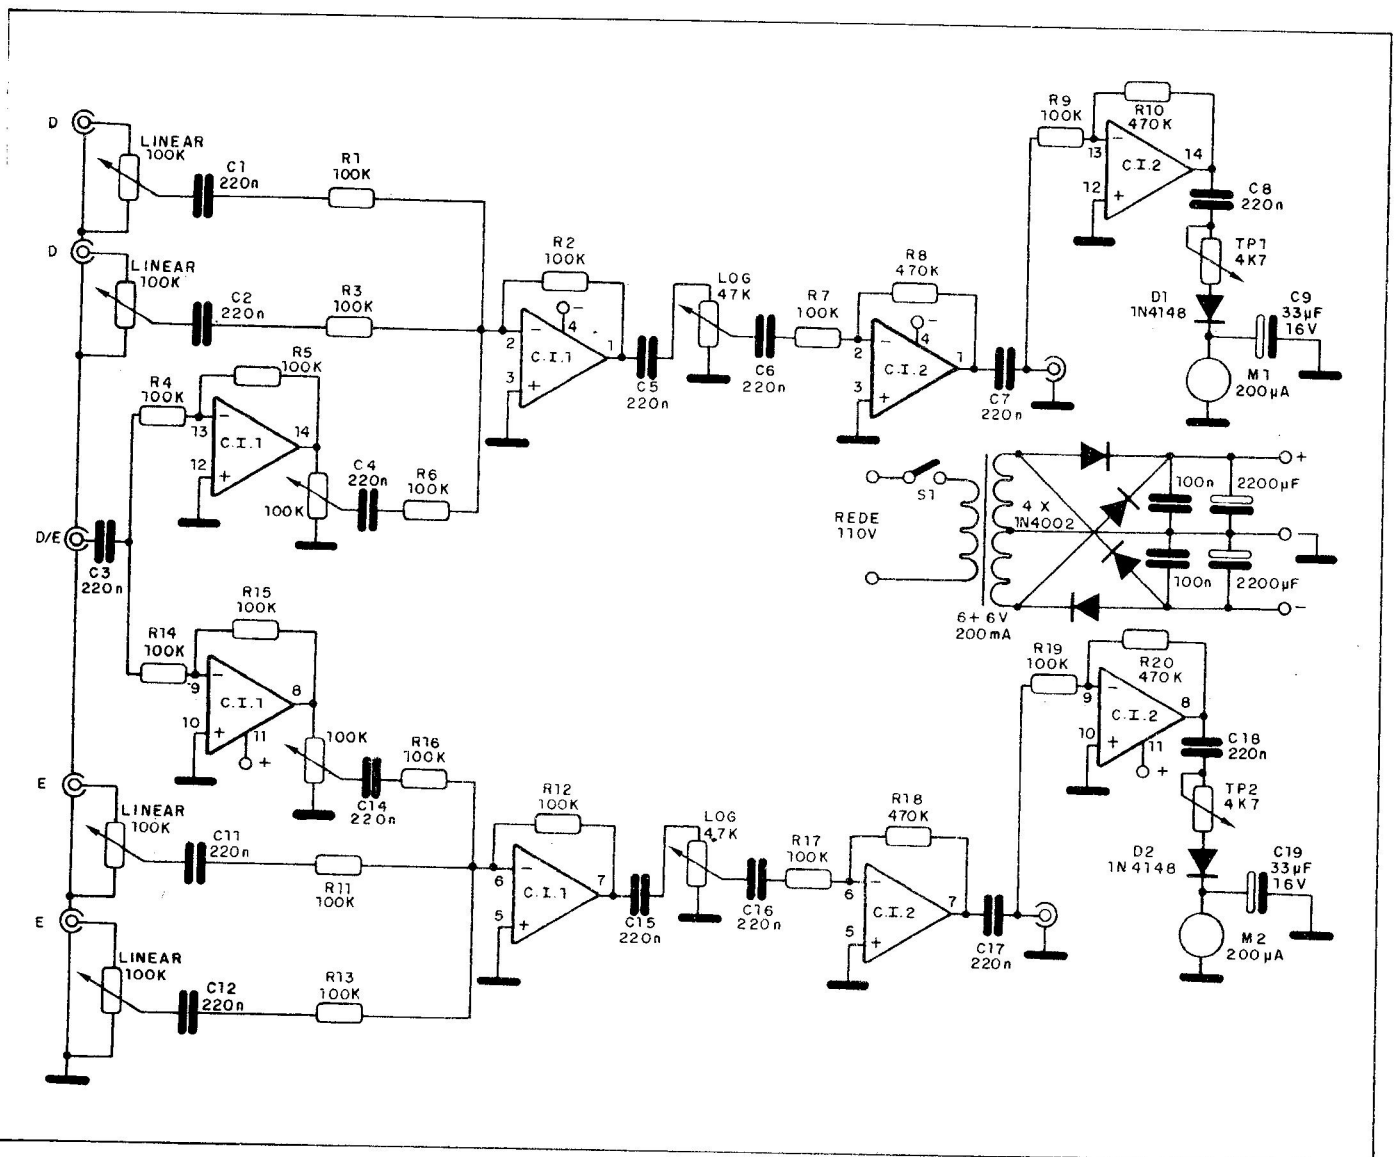 D
LINEAR
100K
C1
220n
R1
100K
D
LINEAR
100K
C2
220n
R3
100K
R4
100K
R5
100K
13
12
14
C.I.1
-
+
100K
C4
220n
R6
100K
R2
100K
2
3
4
1
C.I.1
-
+
-
C5
220n
LOG
47K
C6
220n
R7
100K
R8
470K
2
3
4
1
C.I.2
-
+
-
C7
220n
R9
100K
R10
470K
13
12
14
C.I.2
-
+
C8
220n
TP1
4K7
D1
1N4148
C9
33µF
16V
M1
200µA
REDE
110V
S1
4 X
1N4002
6+6V
200mA
100n
2200µF
100n
2200µF
+
-
D/E
C3
220n
R14
100K
R15
100K
9
10
8
11
C.I.1
-
+
+
100K
C14
220n
R16
100K
E
LINEAR
100K
C11
220n
R11
100K
E
LINEAR
100K
C12
220n
R13
100K
R12
100K
6
5
7
C.I.1
-
+
C15
220n
LOG
47K
C16
220n
R17
100K
R18
470K
6
5
7
C.I.2
-
+
C17
220n
R19
100K
R20
470K
9
10
8
11
C.I.2
-
+
+
C18
220n
TP2
4K7
D2
1N4148
C19
33µF
16V
M2
200µA